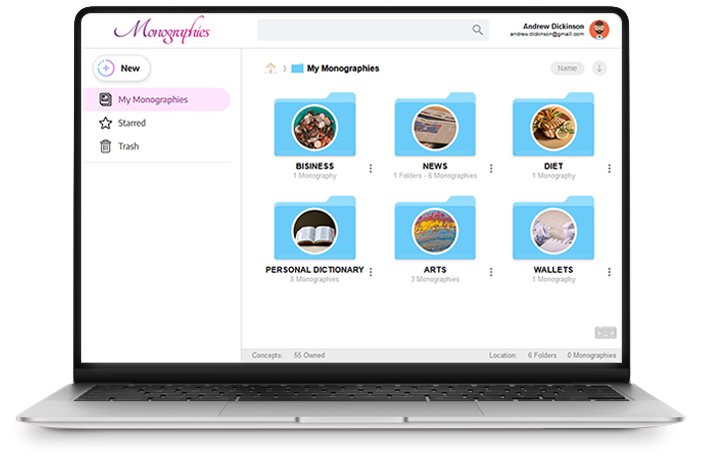 Monographies
Andrew Dickinson
andrew.dickinson@gmail.com
New
My Monographies
Name
My Monographies
Starred
Trash
BISINESS
1 Monography
NEWS
1 Folders - 6 Monographies
DIET
1 Monography
PERSONAL DICTIONARY
8 Monographies
ARTS
3 Monographies
WALLETS
1 Monography
Concepts: 55 Owned
Location: 6 Folders 0 Monographies